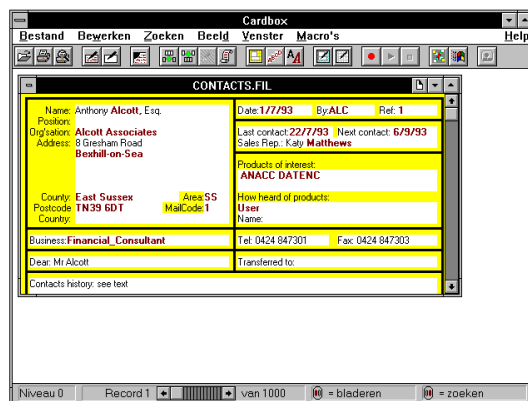 Cardbox
Bestand Bewerken Zoeken Beeld Venster Macro's Help
CONTACTS.FIL
Name: Anthony Alcott, Esq.
Position:
Org'sation: Alcott Associates
Address: 8 Gresham Road
Bexhill-on-Sea
County: East Sussex Area: SS
Postcode TN39 6DT MailCode: 1
Country:
Date: 1/7/93 By: ALC Ref: 1
Last contact: 22/7/93 Next contact: 6/9/93
Sales Rep.: Katy Matthews
Products of interest:
ANACC DATENC
How heard of products:
User
Name:
Business: Financial_Consultant
Tel: 0424 847301 Fax: 0424 847303
Dear: Mr Alcott
Transferred to:
Contacts history: see text
Niveau 0 Record 1 van 1000 = bladeren = zoeken